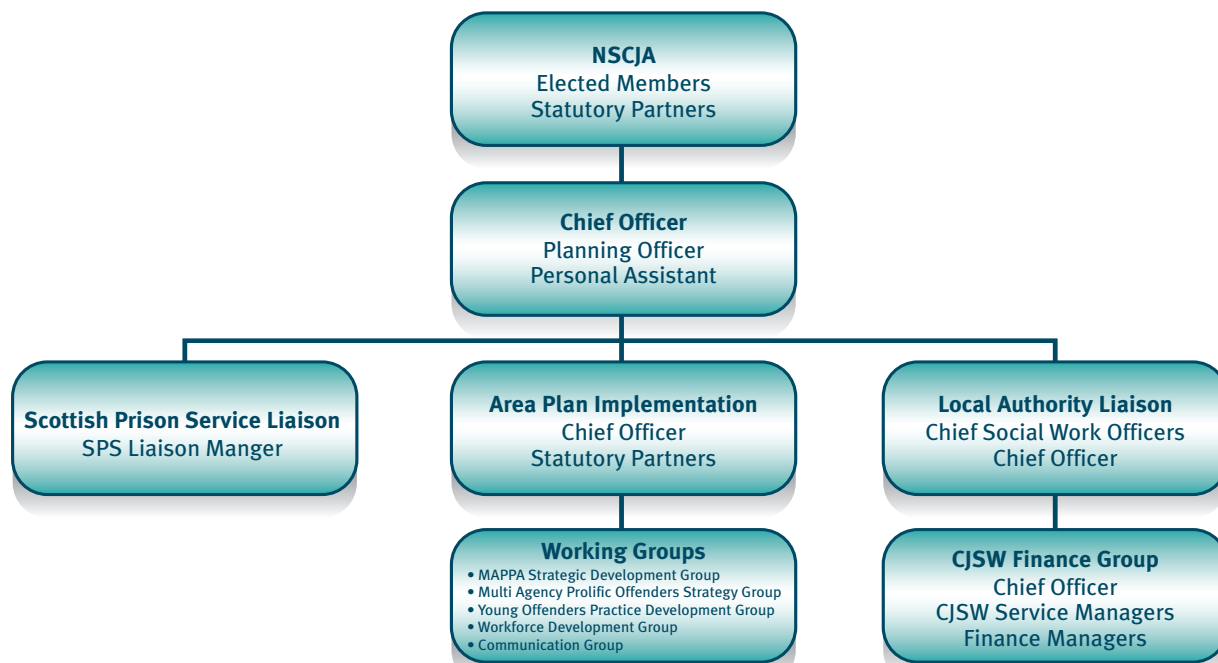 NSCJA
Elected Members
Statutory Partners
Chief Officer
Planning Officer
Personal Assistant
Scottish Prison Service Liaison
SPS Liaison Manger
Area Plan Implementation
Chief Officer
Statutory Partners
Local Authority Liaison
Chief Social Work Officers
Chief Officer
Working Groups
• MAPPA Strategic Development Group
• Multi Agency Prolific Offenders Strategy Group
• Young Offenders Practice Development Group
• Workforce Development Group
• Communication Group
CJSW Finance Group
Chief Officer
CJSW Service Managers
Finance Managers